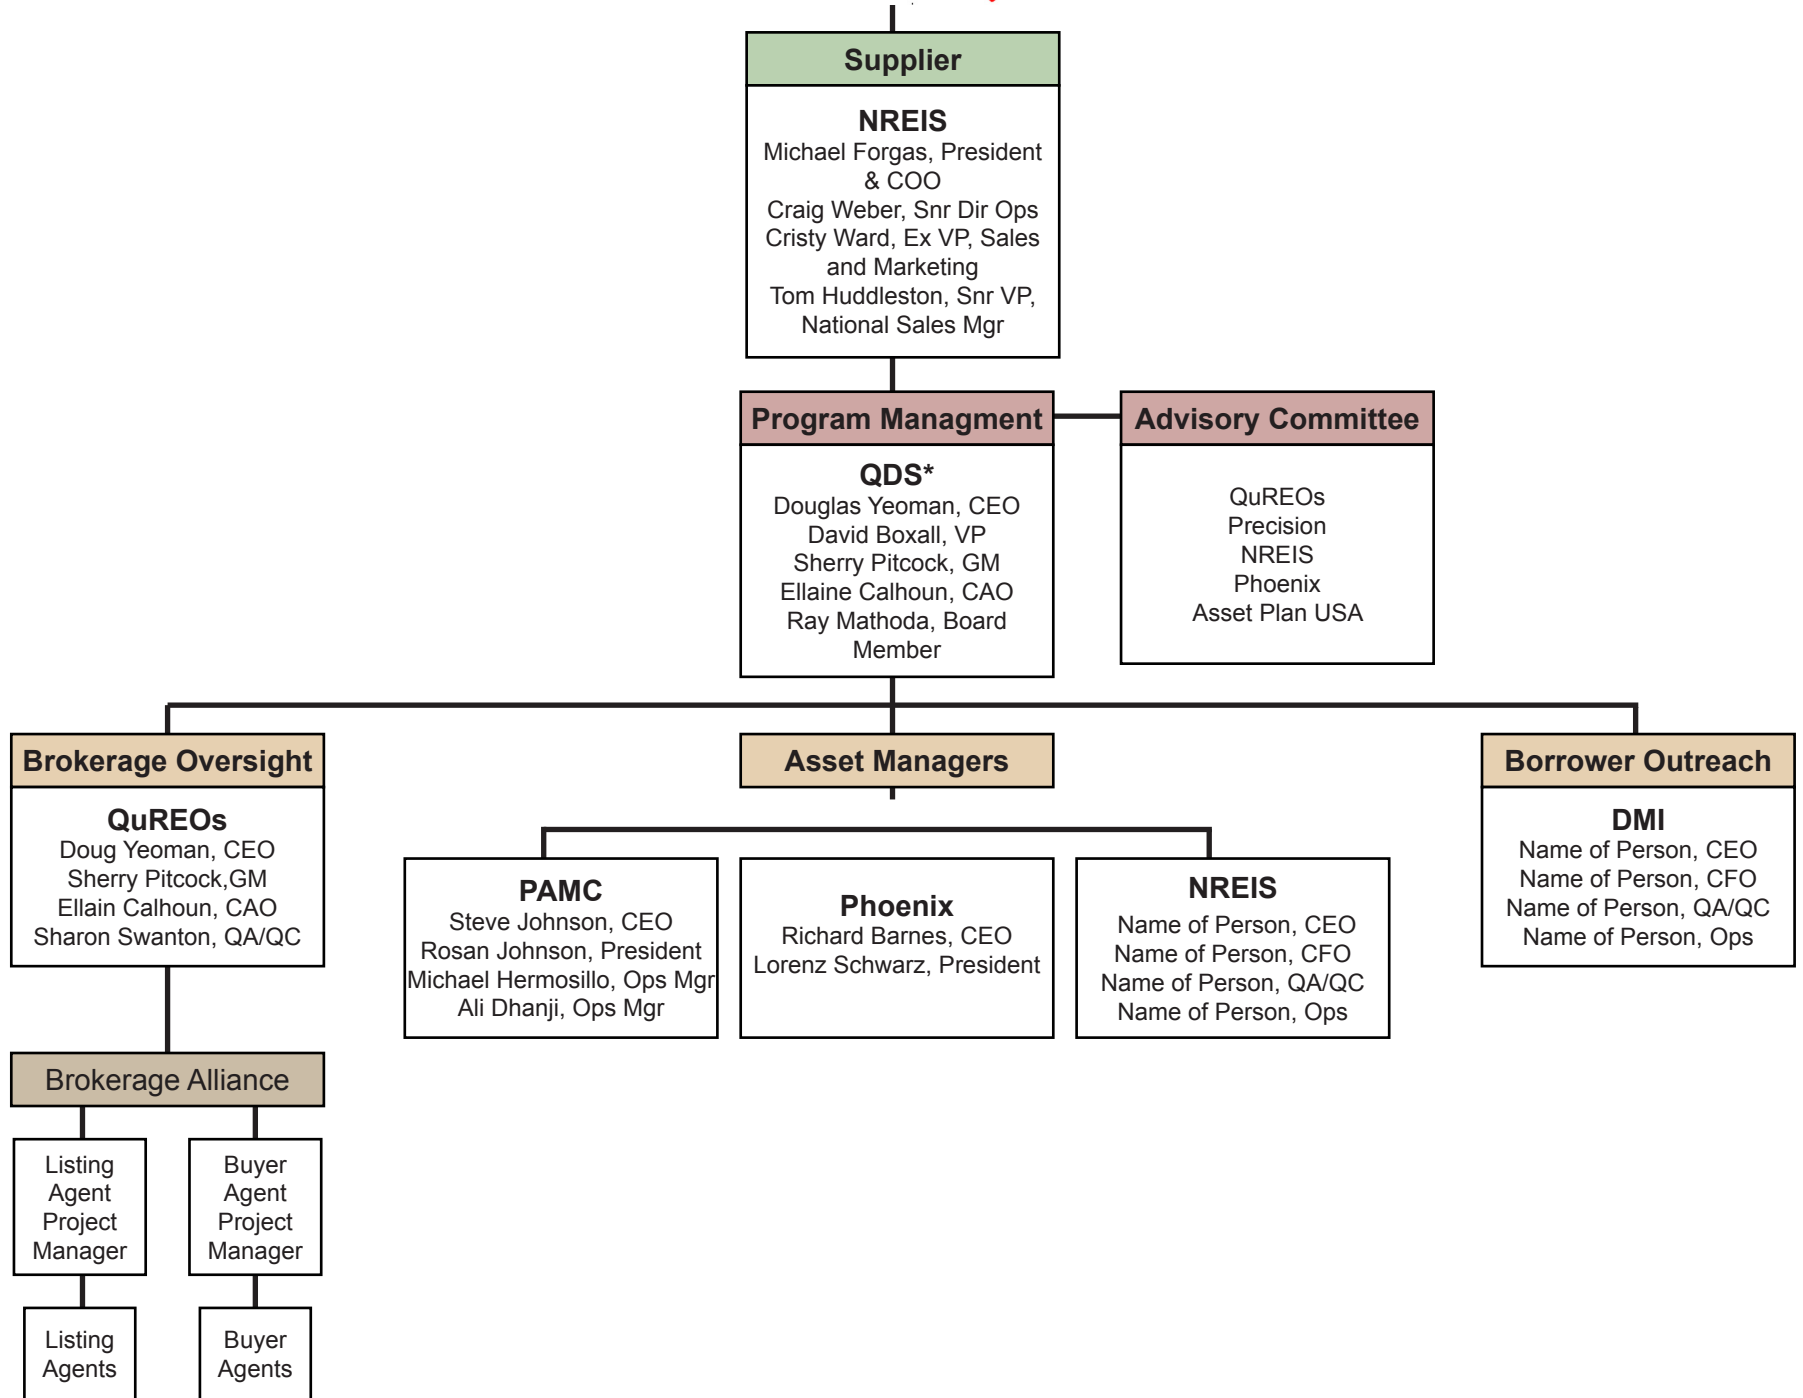 Supplier
NREIS
Michael Forgas, President
& COO
Craig Weber, Snr Dir Ops
Cristy Ward, Ex VP, Sales
and Marketing
Tom Huddleston, Snr VP,
National Sales Mgr
Program Managment
QDS*
Douglas Yeoman, CEO
David Boxall, VP
Sherry Pitcock, GM
Ellaine Calhoun, CAO
Ray Mathoda, Board
Member
Advisory Committee
QuREOs
Precision
NREIS
Phoenix
Asset Plan USA
Brokerage Oversight
QuREOs
Doug Yeoman, CEO
Sherry Pitcock,GM
Ellain Calhoun, CAO
Sharon Swanton, QA/QC
Asset Managers
PAMC
Steve Johnson, CEO
Rosan Johnson, President
Michael Hermosillo, Ops Mgr
Ali Dhanji, Ops Mgr
Phoenix
Richard Barnes, CEO
Lorenz Schwarz, President
NREIS
Name of Person, CEO
Name of Person, CFO
Name of Person, QA/QC
Name of Person, Ops
Borrower Outreach
DMI
Name of Person, CEO
Name of Person, CFO
Name of Person, QA/QC
Name of Person, Ops
Brokerage Alliance
Listing
Agent
Project
Manager
Buyer
Agent
Project
Manager
Listing
Agents
Buyer
Agents